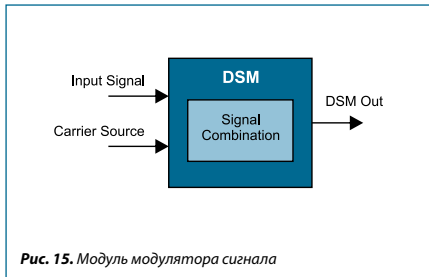 DSM
Input Signal
Carrier Source
Signal
Combination
DSM Out
Рис. 15. Модуль модулятора сигнала